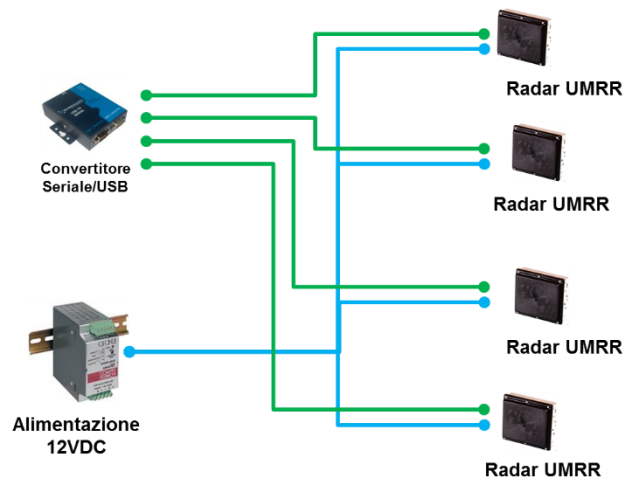 Radar UMRR
Convertitore
Seriale/USB
Radar UMRR
Radar UMRR
Alimentazione
12VDC
Radar UMRR